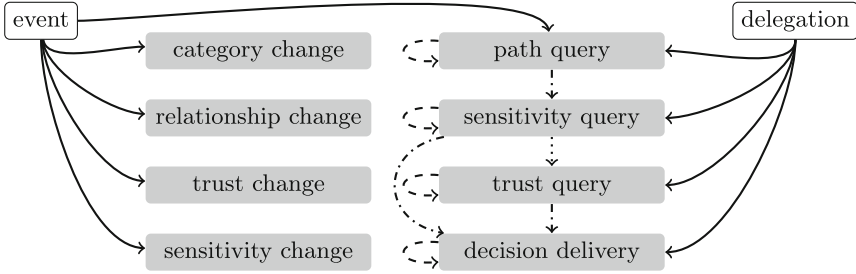 event
delegation
category change
path query
relationship change
sensitivity query
trust change
trust query
sensitivity change
decision delivery